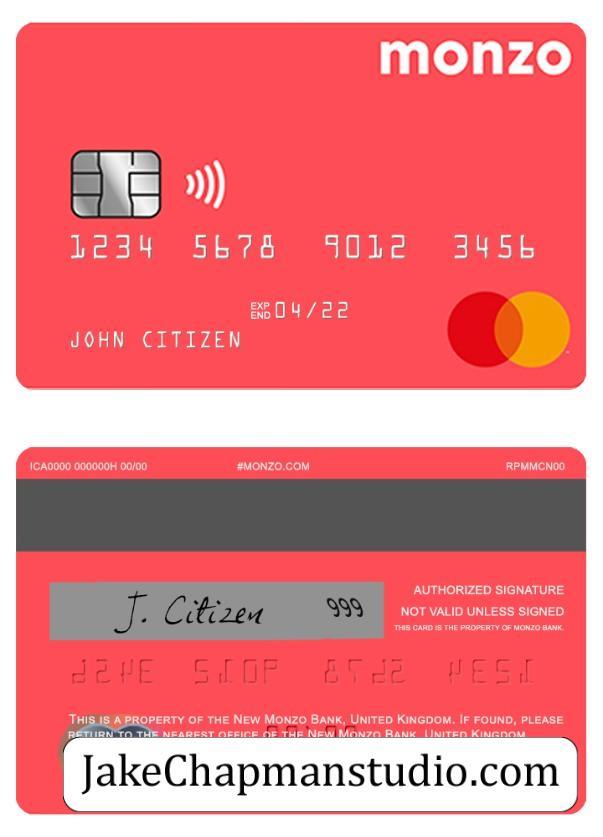 monzo
1234 5678 9012 3456
EXP END 04/22
JOHN CITIZEN
ICA0000 000000H 00/00 #MONZO.COM RPMMCN00
AUTHORIZED SIGNATURE
J. Citizen 999
NOT VALID UNLESS SIGNED
THIS CARD IS THE PROPERTY OF MONZO BANK.
THIS IS A PROPERTY OF THE NEW MONZO BANK, UNITED KINGDOM. IF FOUND, PLEASE
RETURN TO THE NEAREST OFFICE OF THE NEW MONZO BANK, UNITED KINGDOM
JakeChapmanstudio.com